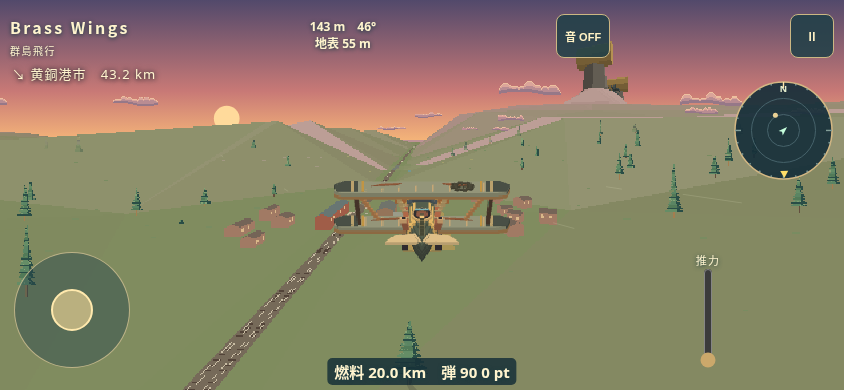 Brass Wings
群島飛行
↘ 黄銅港市 43.2 km
143 m 46°
地表 55 m
音 OFF
II
N
推力
燃料 20.0 km 弾 90 0 pt